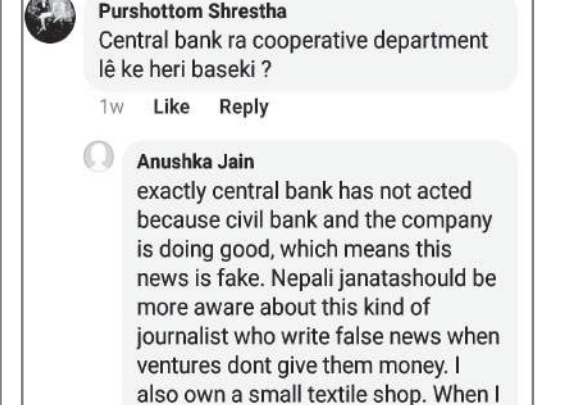 Purshottom Shrestha
Central bank ra cooperative department
lê ke heri baseki ?
1w Like Reply
Anushka Jain
exactly central bank has not acted
because civil bank and the company
is doing good, which means this
news is fake. Nepali janatashould be
more aware about this kind of
journalist who write false news when
ventures dont give them money. I
also own a small textile shop. When I